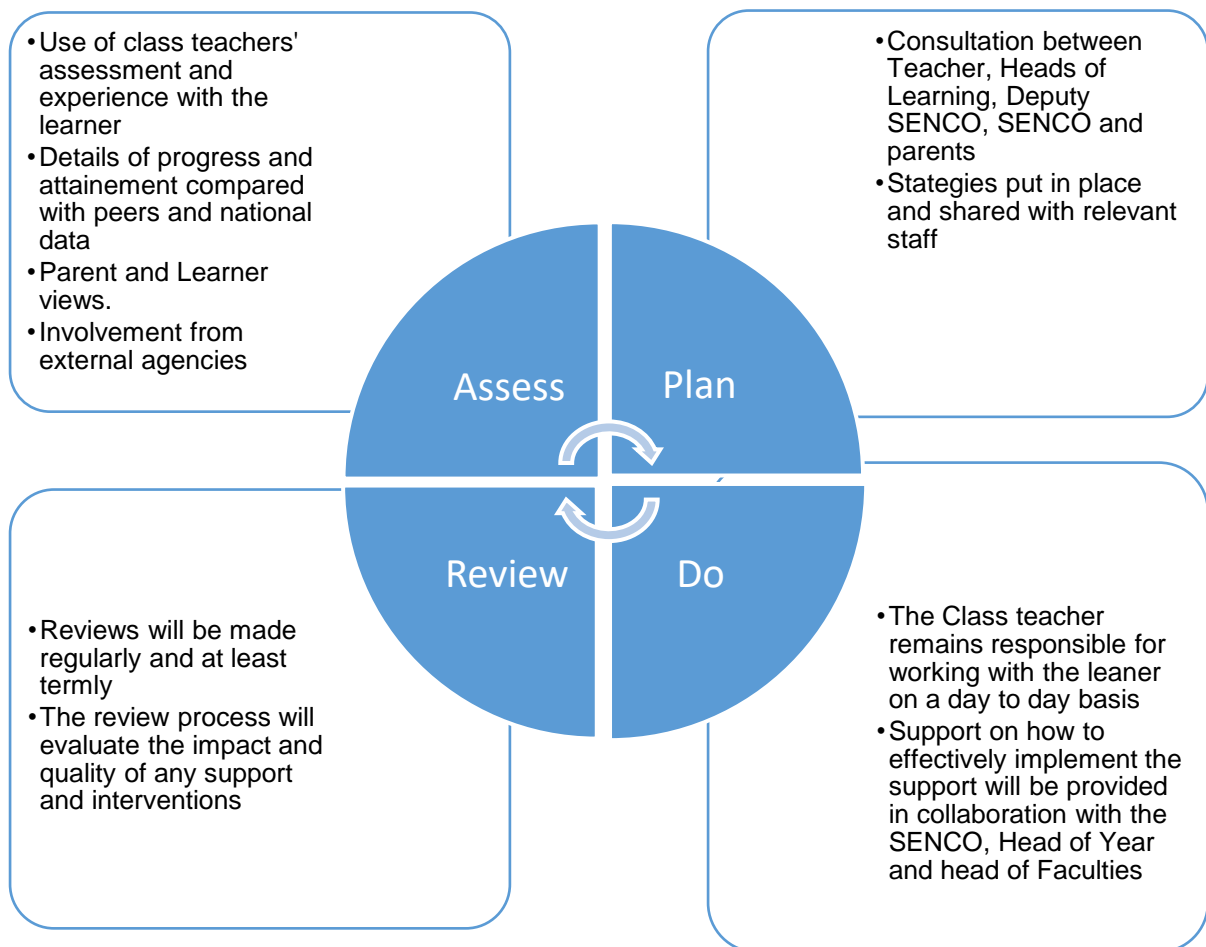 •Use of class teachers'
assessment and
experience with the
learner
•Details of progress and
attainement compared
with peers and national
data
•Parent and Learner
views.
•Involvement from
external agencies
•Consultation between
Teacher, Heads of
Learning, Deputy
SENCO, SENCO and
parents
•Stategies put in place
and shared with relevant
staff
Assess
Plan
Review
Do
•Reviews will be made
regularly and at least
termly
•The review process will
evaluate the impact and
quality of any support
and interventions
•The Class teacher
remains responsible for
working with the leaner
on a day to day basis
•Support on how to
effectively implement the
support will be provided
in collaboration with the
SENCO, Head of Year
and head of Faculties